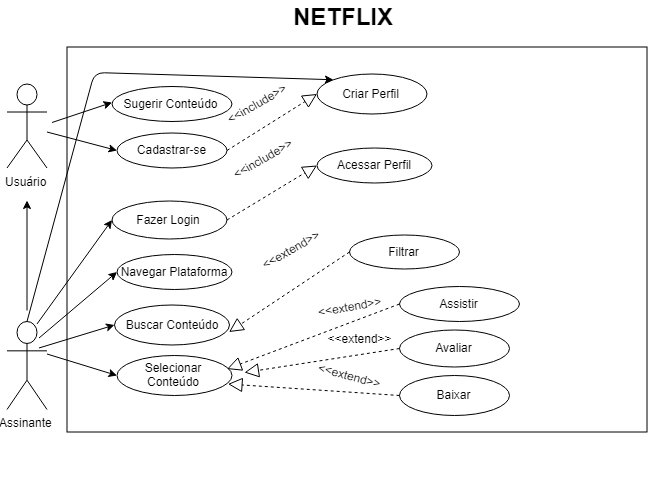 NETFLIX
Sugerir Conteúdo
<<include>>
Criar Perfil
Cadastrar-se
<<include>>
Acessar Perfil
Usuário
Fazer Login
<<extend>>
Filtrar
Navegar Plataforma
<<extend>>
Assistir
Buscar Conteúdo
<<extend>>
Avaliar
Selecionar
Conteúdo
<<extend>>
Baixar
Assinante